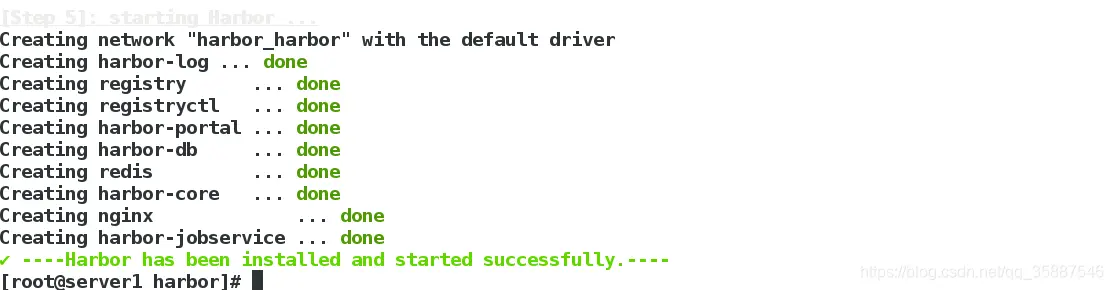 [Step 5]: starting Harbor ...
Creating network "harbor_harbor" with the default driver
Creating harbor-log ... done
Creating registry      ... done
Creating registryctl   ... done
Creating harbor-portal ... done
Creating harbor-db     ... done
Creating redis         ... done
Creating harbor-core   ... done
Creating nginx             ... done
Creating harbor-jobservice ... done
✔ ----Harbor has been installed and started successfully.----
[root@server1 harbor]#
https://blog.csdn.net/qq_35887546